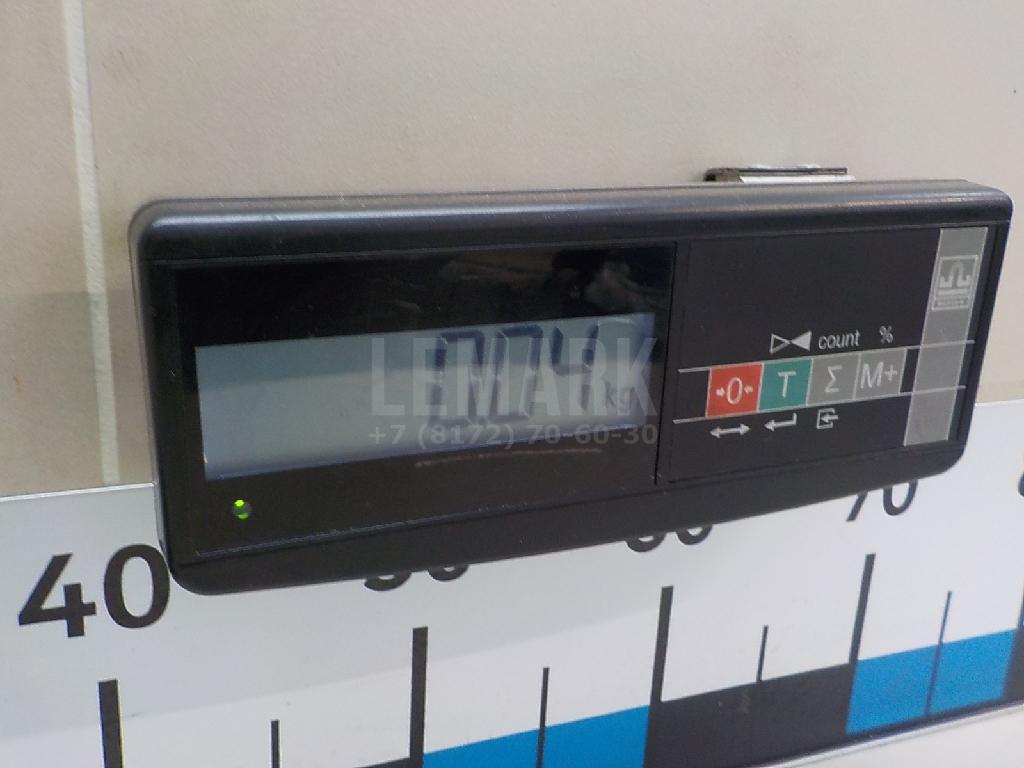 count %
LEMARK
0 T Σ M+
kg
+7 (8172) 70-60-30
40 70